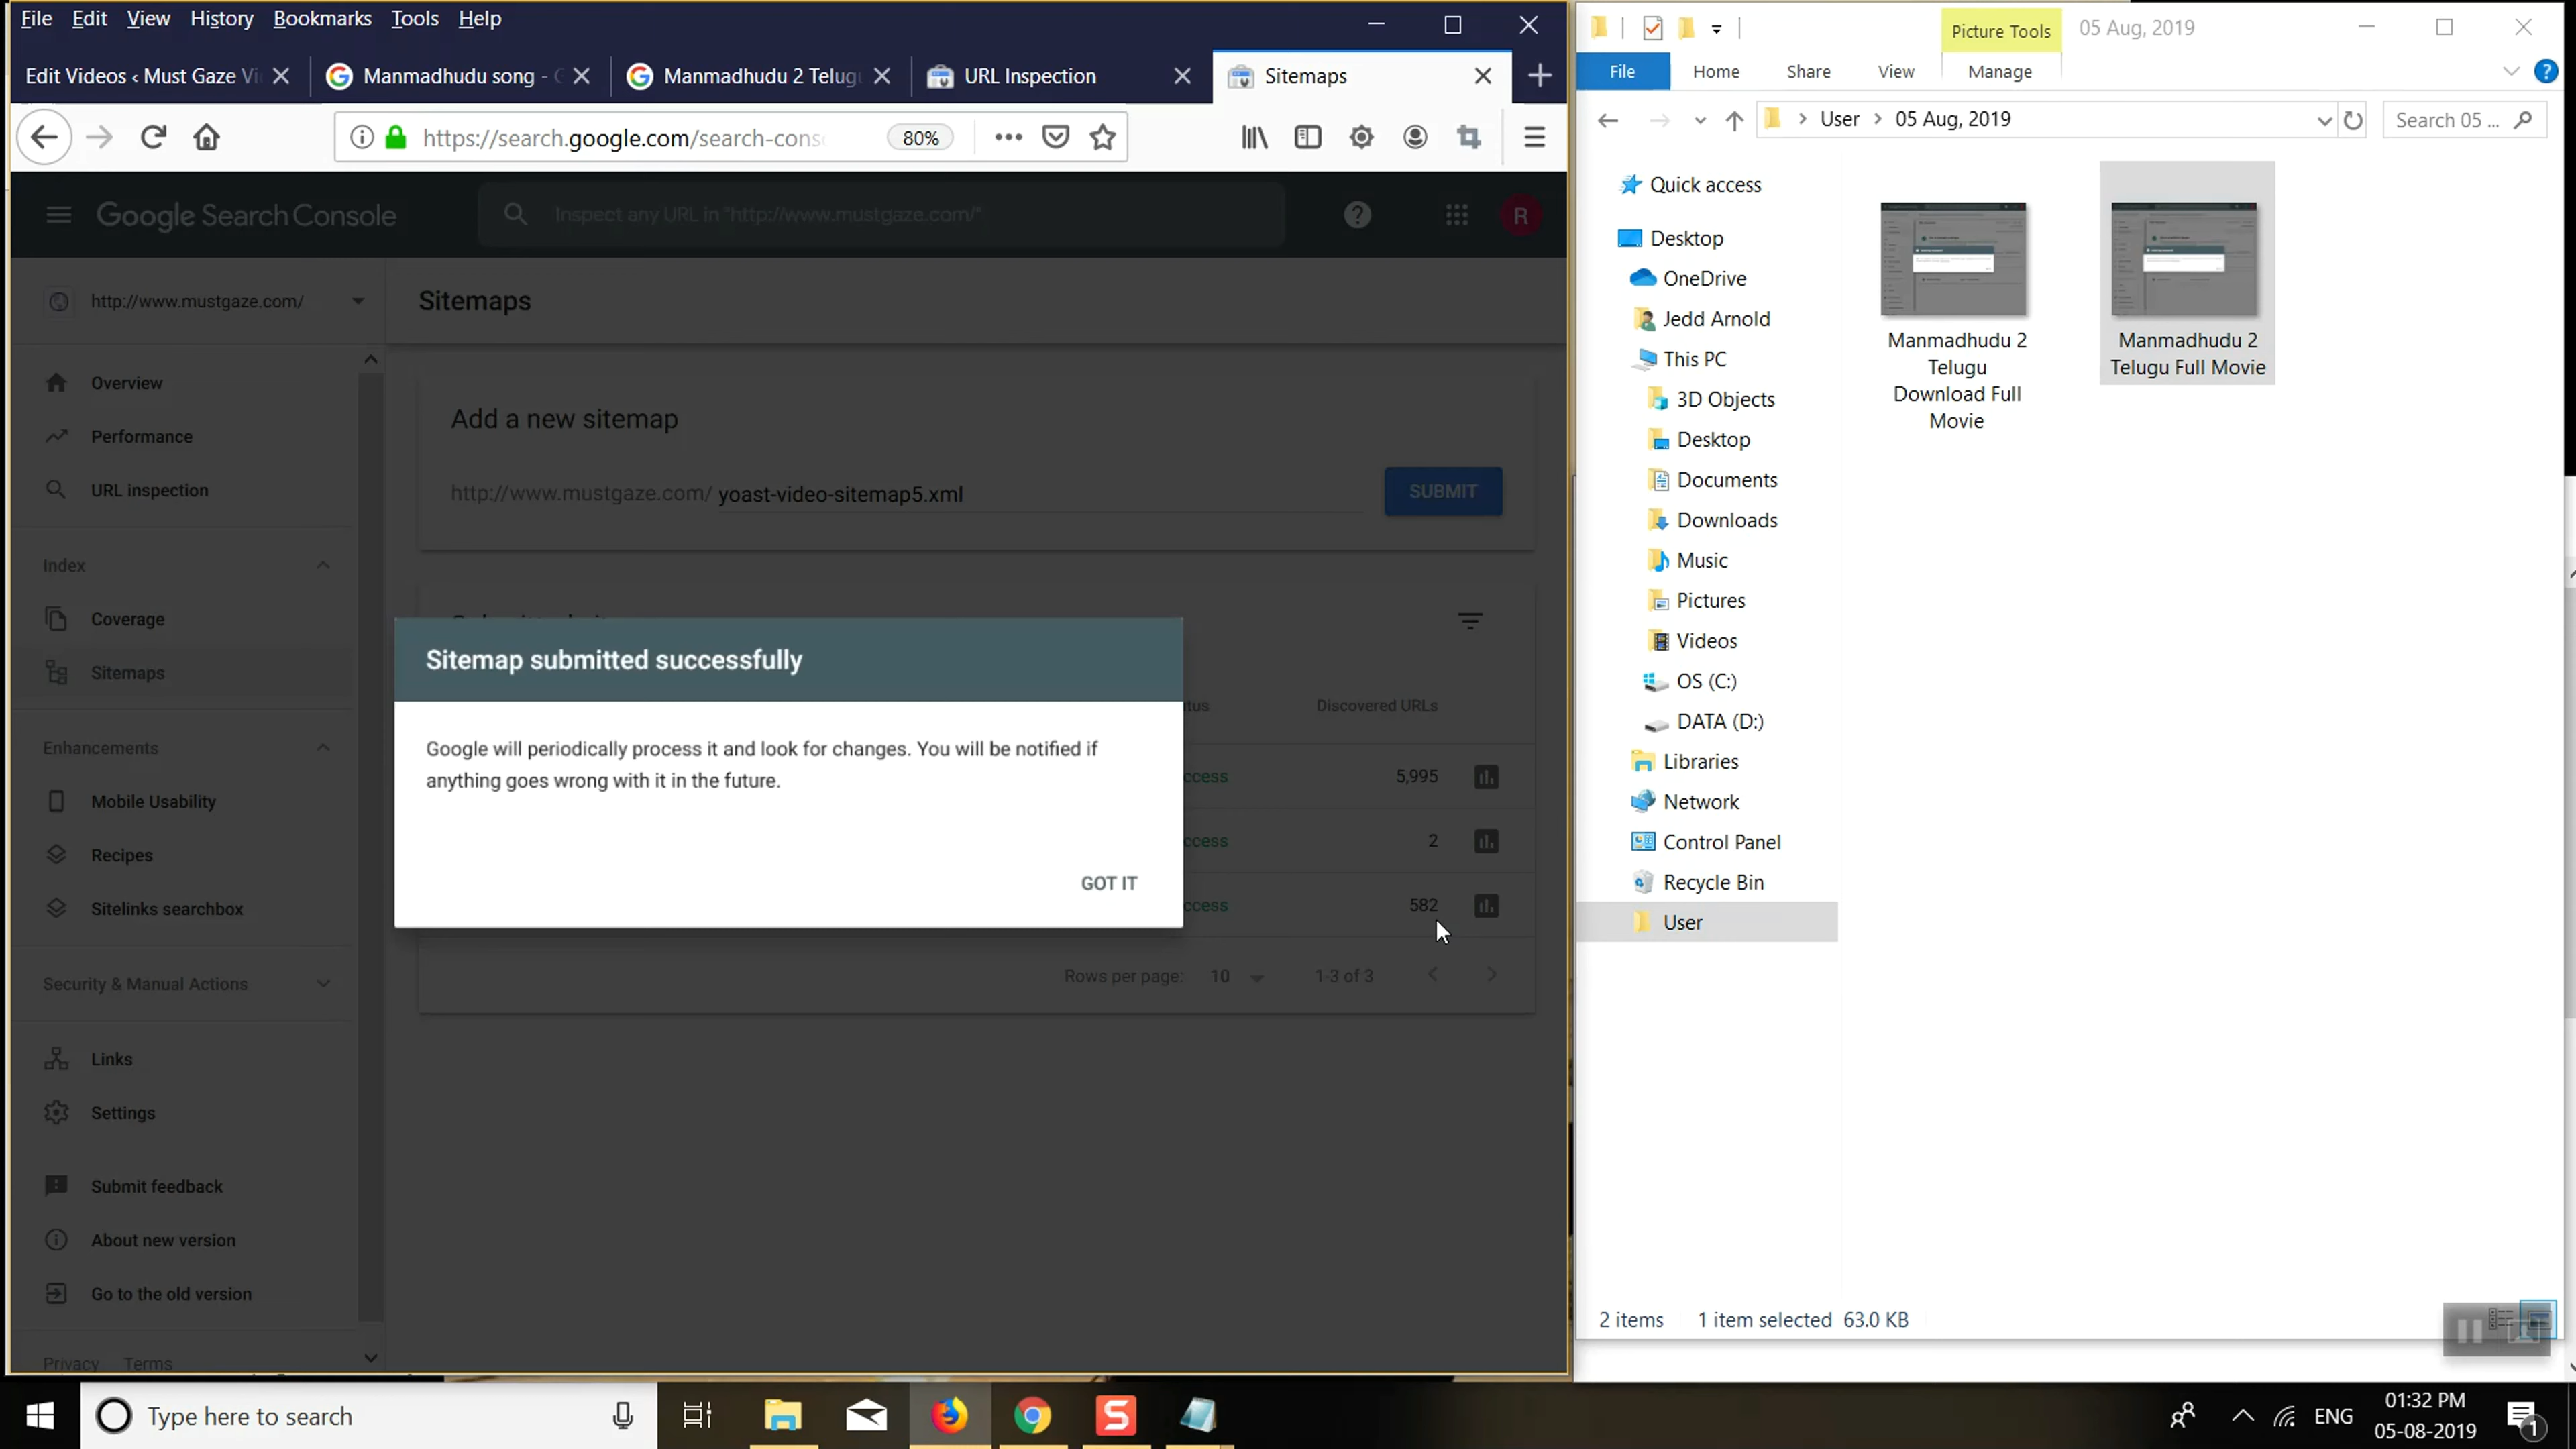 File Edit View History Bookmarks Tools Help
Edit Videos ‹ Must Gaze Vi
Manmadhudu song -
Manmadhudu 2 Telug
URL Inspection
Sitemaps
https://search.google.com/search-cons
80%
Google Search Console
Inspect any URL in "http://www.mustgaze.com/"
R
http://www.mustgaze.com/
Sitemaps
Overview
Performance
URL inspection
Index
Coverage
Sitemaps
Enhancements
Mobile Usability
Recipes
Sitelinks searchbox
Security & Manual Actions
Links
Settings
Submit feedback
About new version
Go to the old version
Privacy Terms
Add a new sitemap
http://www.mustgaze.com/ yoast-video-sitemap5.xml
SUBMIT
Sitemap submitted successfully
Google will periodically process it and look for changes. You will be notified if
anything goes wrong with it in the future.
GOT IT
Discovered URLs
5,995
2
582
Rows per page: 10 1-3 of 3
Picture Tools
05 Aug, 2019
File Home Share View Manage
User 05 Aug, 2019
Search 05 ...
Quick access
Desktop
OneDrive
Jedd Arnold
This PC
3D Objects
Desktop
Documents
Downloads
Music
Pictures
Videos
OS (C:)
DATA (D:)
Libraries
Network
Control Panel
Recycle Bin
User
Manmadhudu 2
Telugu
Download Full
Movie
Manmadhudu 2
Telugu Full Movie
2 items 1 item selected 63.0 KB
Type here to search
ENG
01:32 PM
05-08-2019
1